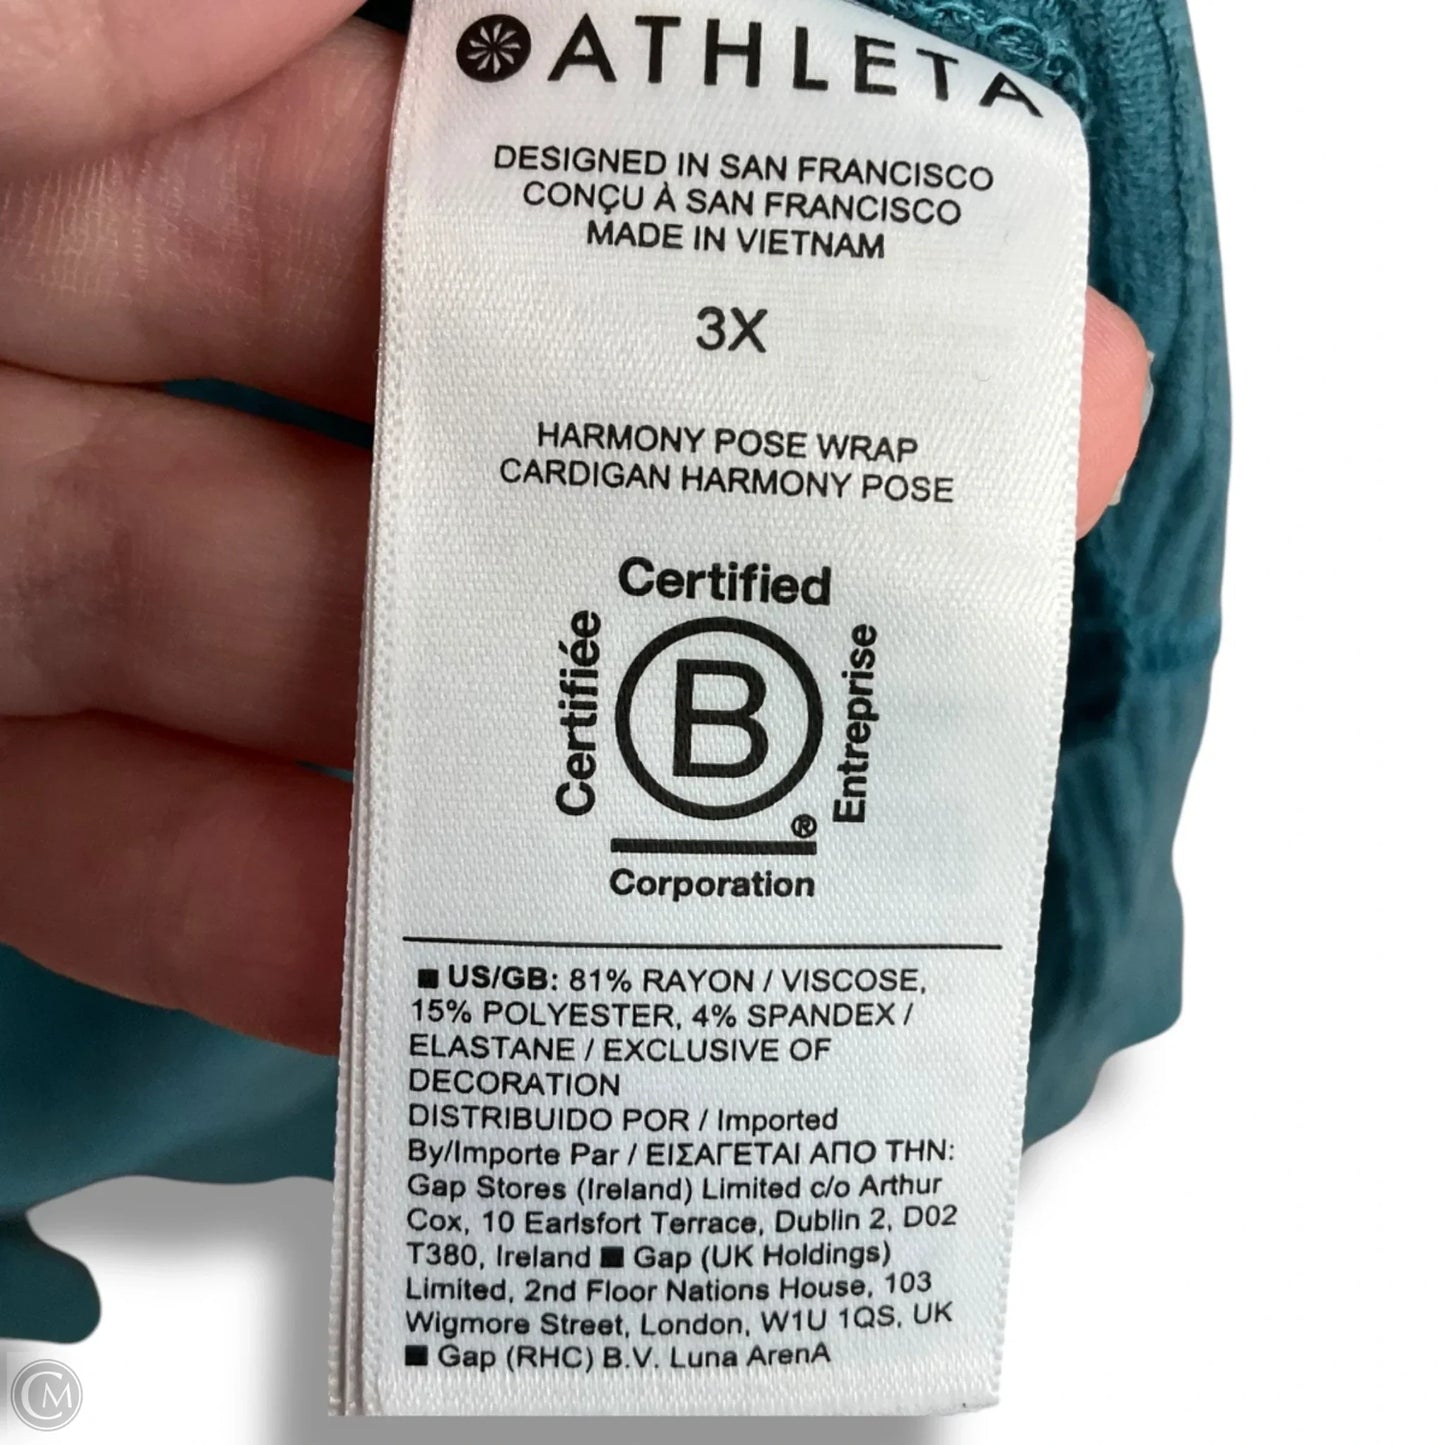 ATHLETA
DESIGNED IN SAN FRANCISCO
CONÇU À SAN FRANCISCO
MADE IN VIETNAM
3X
HARMONY POSE WRAP
CARDIGAN HARMONY POSE
Certified
Certifiée
B
Entreprise
®
Corporation
■ US/GB: 81% RAYON / VISCOSE,
15% POLYESTER, 4% SPANDEX /
ELASTANE / EXCLUSIVE OF
DECORATION
DISTRIBUIDO POR / Imported
By/Importe Par / ΕΙΣΑΓΕΤΑΙ ΑΠΟ ΤΗΝ:
Gap Stores (Ireland) Limited c/o Arthur
Cox, 10 Earlsfort Terrace, Dublin 2, D02
T380, Ireland ■ Gap (UK Holdings)
Limited, 2nd Floor Nations House, 103
Wigmore Street, London, W1U 1QS, UK
■ Gap (RHC) B.V. Luna ArenA
CM